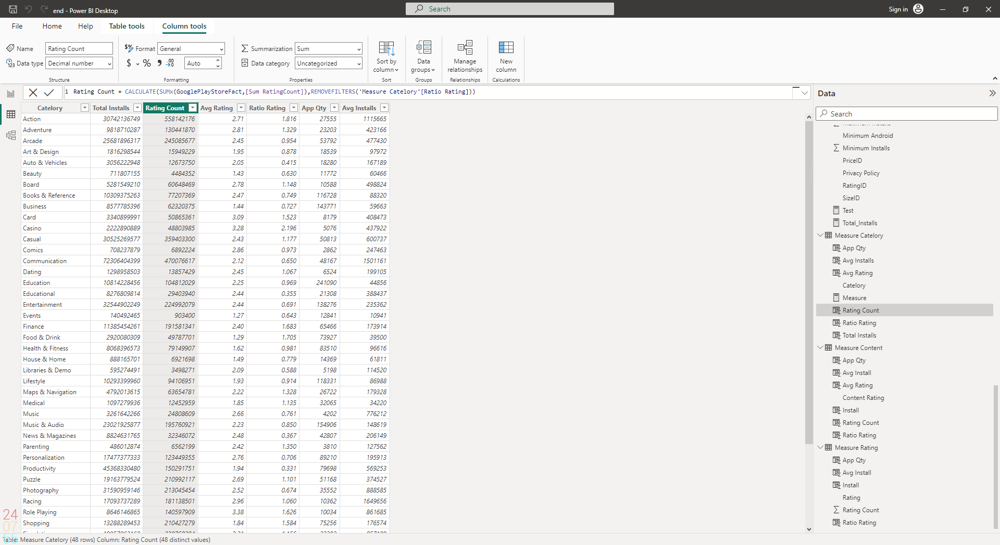 end - Power BI Desktop
Search
Sign in
File Home Help Table tools Column tools
Name Rating Count
Data type Decimal number
Structure
Format General
$ % 9 .00 Auto
Formatting
Summarization Sum
Data category Uncategorized
Properties
Sort by column
Sort
Data groups
Groups
Manage relationships
Relationships
New column
Calculations
1 Rating Count = CALCULATE(SUMx(GooglePlayStoreFact,[Sum RatingCount]),REMOVEFILTERS('Measure Catelory'[Ratio Rating]))
Catelory Total Installs Rating Count Avg Rating Ratio Rating App Qty Avg Installs
Action 30742136749 558142176 2.71 1.816 27555 1115665
Adventure 9818710287 130441870 2.81 1.329 23203 423166
Arcade 25681896317 245085677 2.45 0.954 53792 477430
Art & Design 1816298544 15949229 1.95 0.878 18539 97972
Auto & Vehicles 3056222948 12673750 2.05 0.415 18280 167189
Beauty 711807155 4484352 1.43 0.630 11772 60466
Board 5281549210 60648469 2.78 1.148 10588 498824
Books & Reference 10309375263 77207369 2.47 0.749 116728 88320
Business 8577785396 62320375 1.44 0.727 143771 59663
Card 3340899991 50865361 3.09 1.523 8179 408473
Casino 2222890889 48803985 3.28 2.196 5076 437922
Casual 30525269577 359403300 2.43 1.177 50813 600737
Comics 708237879 6892224 2.86 0.973 2862 247463
Communication 72306404399 470076617 2.12 0.650 48167 1501161
Dating 1298958503 13857429 2.45 1.067 6524 199105
Education 10814228456 104812029 2.25 0.969 241090 44856
Educational 8276809814 29403940 2.44 0.355 21308 388437
Entertainment 32544902249 224992079 2.44 0.691 138276 235362
Events 140492465 903400 1.27 0.643 12841 10941
Finance 11385454261 191581341 2.40 1.683 65466 173914
Food & Drink 2920080309 49787701 1.29 1.705 73927 39500
Health & Fitness 8068396573 79149907 1.62 0.981 83510 96616
House & Home 888165701 6921698 1.49 0.779 14369 61811
Libraries & Demo 595274491 3498271 2.09 0.588 5198 114520
Lifestyle 10293399960 94106951 1.93 0.914 118331 86988
Maps & Navigation 4792013615 63654781 2.22 1.328 26722 179328
Medical 1097279936 12452959 1.85 1.135 32065 34220
Music 3261642266 24808609 2.66 0.761 4202 776212
Music & Audio 23021925877 195760921 2.23 0.850 154906 148619
News & Magazines 8824631765 32346072 2.48 0.367 42807 206149
Parenting 486012874 6562199 2.42 1.350 3810 127562
Personalization 17477377333 123449355 2.76 0.706 89210 195913
Productivity 45368330480 150291751 1.94 0.331 79698 569253
Puzzle 19163779524 210992117 2.69 1.101 51168 374527
Photography 31590959146 213045454 2.52 0.674 35552 888585
Racing 17093737289 181138501 2.96 1.060 10362 1649656
Role Playing 8646146865 140597909 3.38 1.626 10034 861685
Shopping 13288289453 210427279 1.84 1.584 75256 176574
24
07
55
Table: Measure Catelory (48 rows) Column: Rating Count (48 distinct values)
Data
Search
Minimum Android
Minimum Installs
PriceID
Privacy Policy
RatingID
SizeID
Test
Total_Installs
Measure Catelory
App Qty
Avg Installs
Avg Rating
Catelory
Measure
Rating Count
Ratio Rating
Total Installs
Measure Content
App Qty
Avg Install
Avg Rating
Content Rating
Install
Rating Count
Ratio Rating
Measure Rating
App Qty
Avg Install
Install
Rating
Rating Count
Ratio Rating